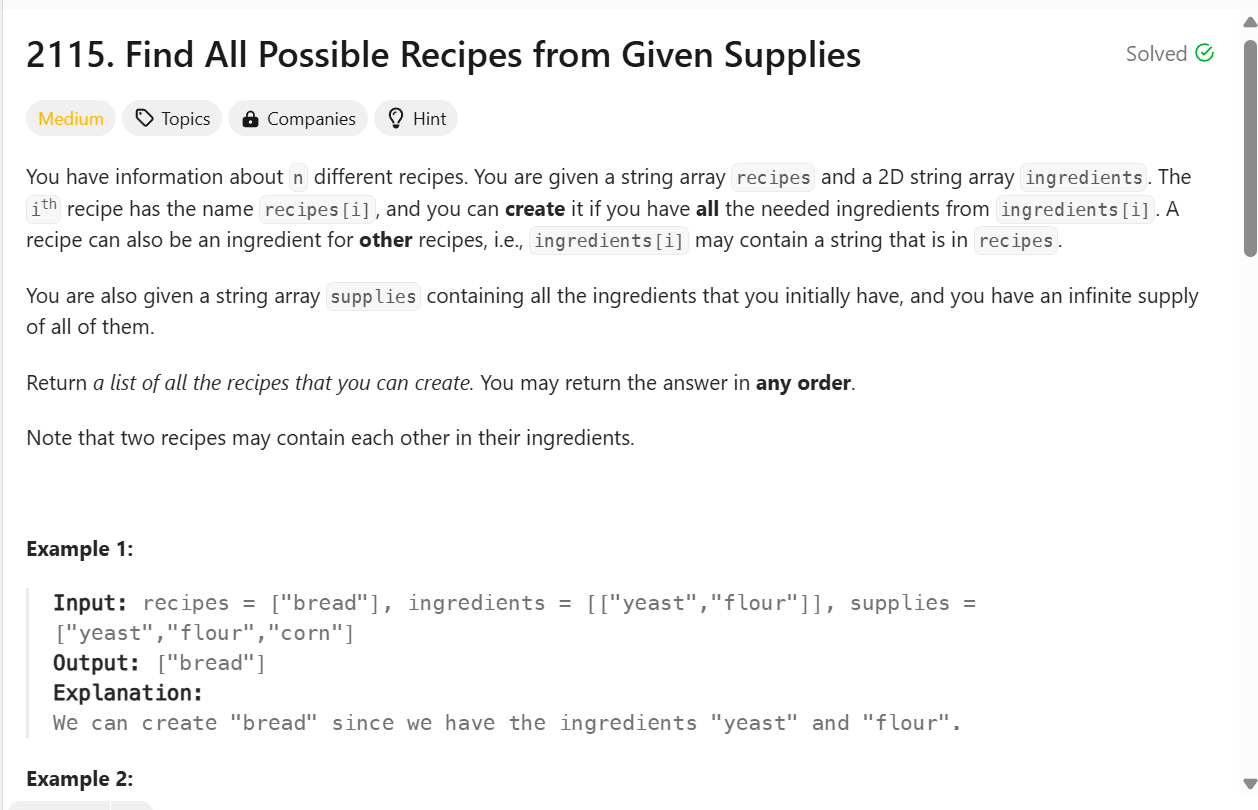 2115. Find All Possible Recipes from Given Supplies
Solved
Medium Topics Companies Hint
You have information about n different recipes. You are given a string array recipes and a 2D string array ingredients. The
ith recipe has the name recipes[i], and you can create it if you have all the needed ingredients from ingredients[i]. A
recipe can also be an ingredient for other recipes, i.e., ingredients[i] may contain a string that is in recipes.
You are also given a string array supplies containing all the ingredients that you initially have, and you have an infinite supply
of all of them.
Return a list of all the recipes that you can create. You may return the answer in any order.
Note that two recipes may contain each other in their ingredients.
Example 1:
Input: recipes = ["bread"], ingredients = [["yeast","flour"]], supplies =
["yeast","flour","corn"]
Output: ["bread"]
Explanation:
We can create "bread" since we have the ingredients "yeast" and "flour".
Example 2: